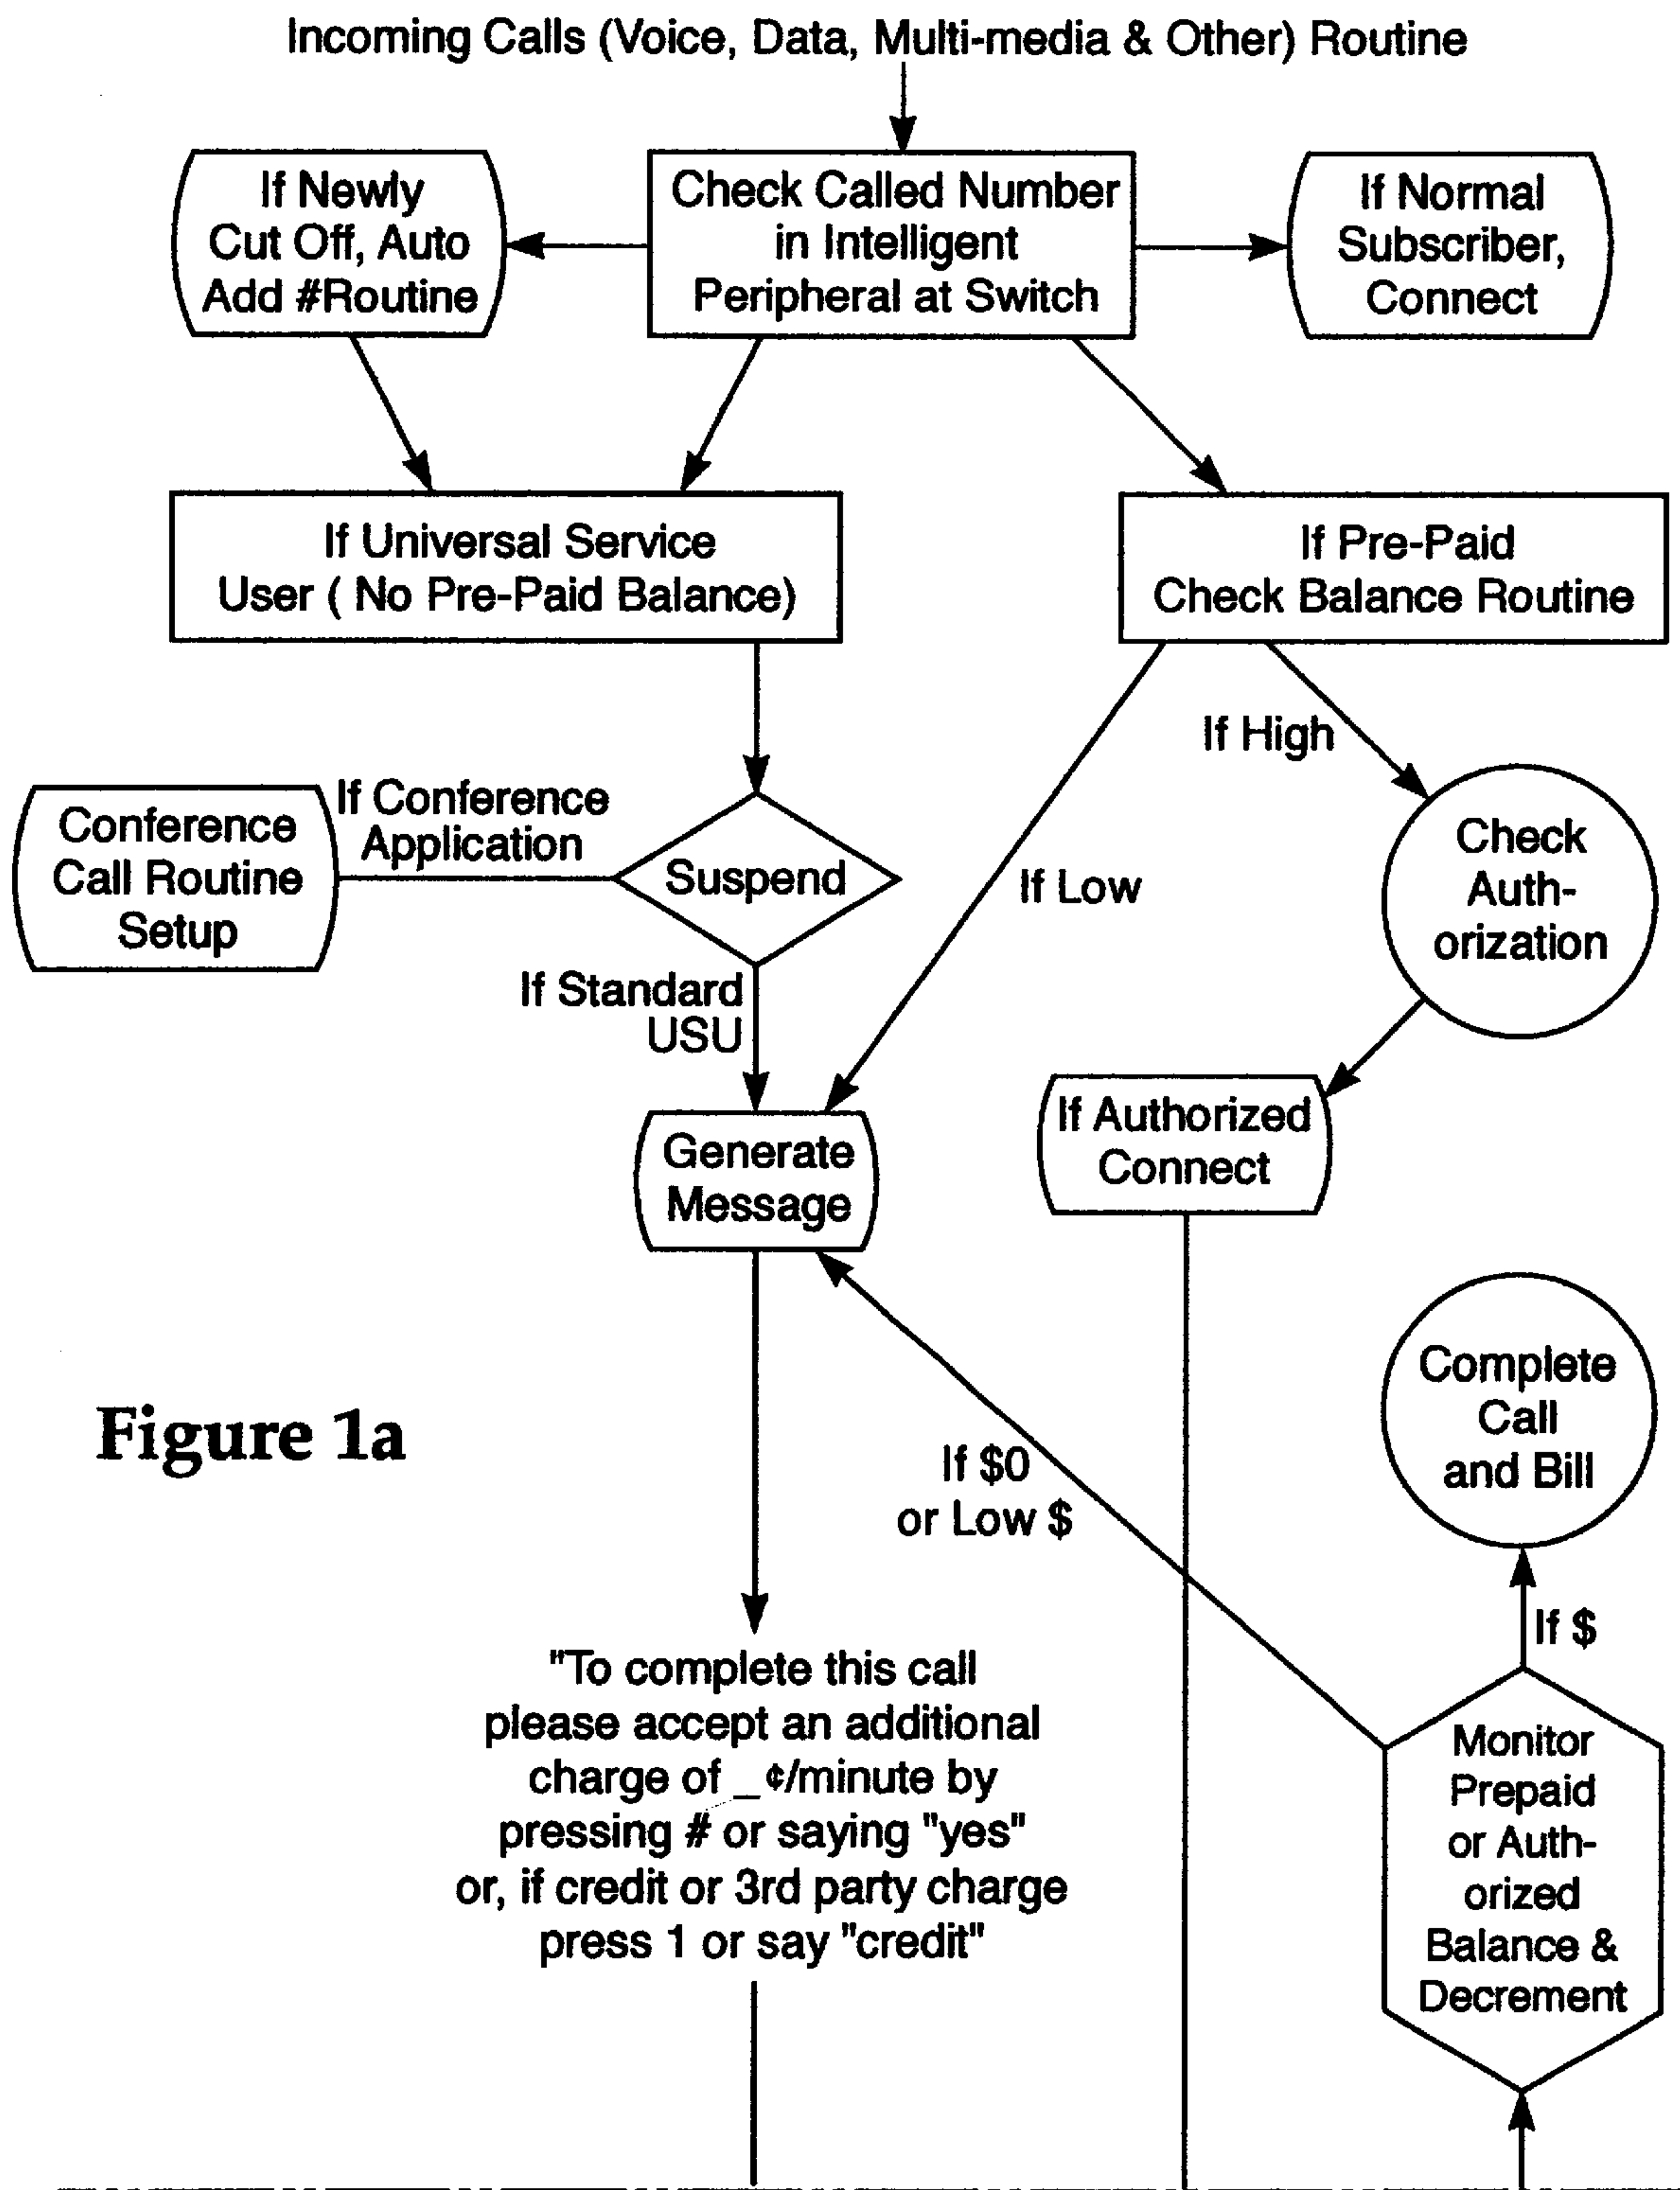 Incoming Calls (Voice, Data, Multi-media & Other) Routine
If Newly
Cut Off, Auto
Add #Routine
Check Called Number
in Intelligent
Peripheral at Switch
If Normal
Subscriber,
Connect
If Universal Service
User ( No Pre-Paid Balance)
If Pre-Paid
Check Balance Routine
If High
Conference
Call Routine
Setup
If Conference
Application
Suspend
If Low
Check
Auth-
orization
If Standard
USU
Generate
Message
If Authorized
Connect
Figure 1a
If $0
or Low $
Complete
Call
and Bill
If $
"To complete this call
please accept an additional
charge of _ ¢/minute by
pressing # or saying "yes"
or, if credit or 3rd party charge
press 1 or say "credit"
Monitor
Prepaid
or Auth-
orized
Balance &
Decrement